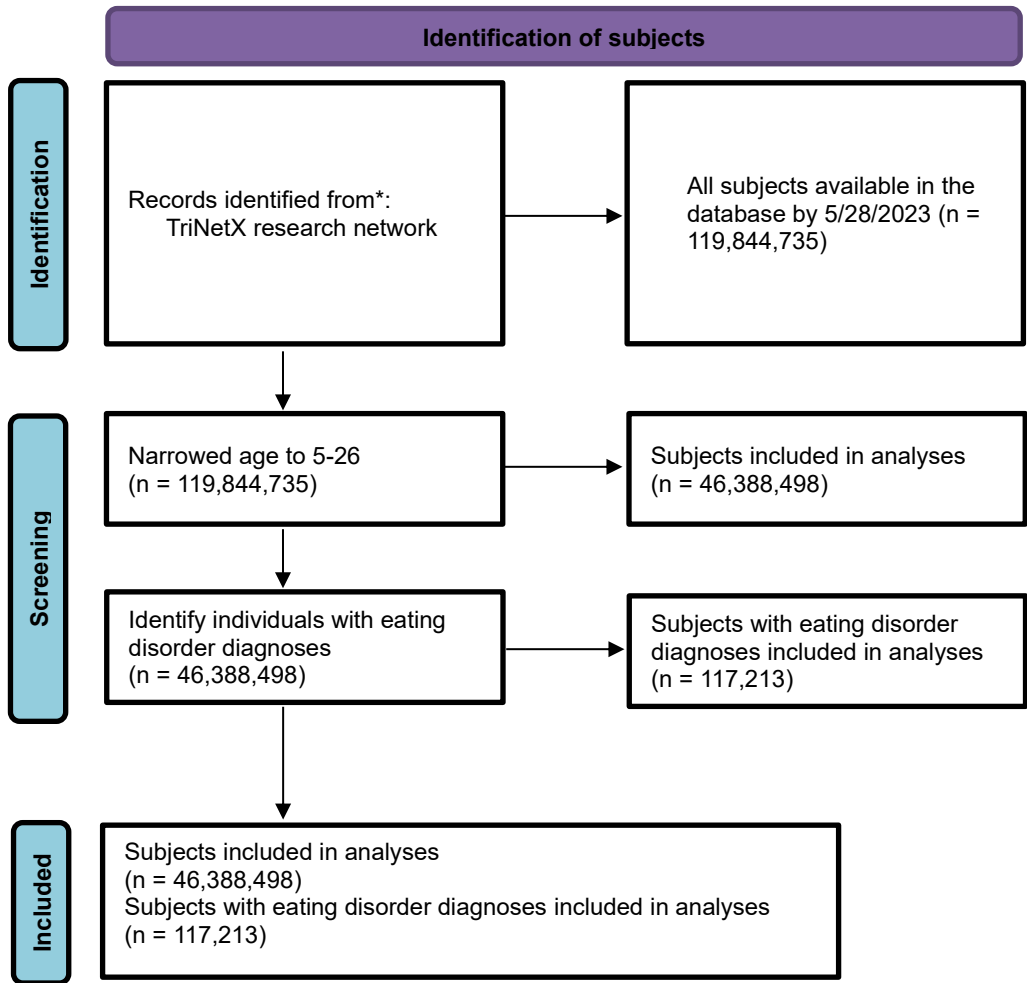 Identification of subjects
Identification
Records identified from*:
TriNetX research network
All subjects available in the
database by 5/28/2023 (n =
119,844,735)
Screening
Narrowed age to 5-26
(n = 119,844,735)
Subjects included in analyses
(n = 46,388,498)
Identify individuals with eating
disorder diagnoses
(n = 46,388,498)
Subjects with eating disorder
diagnoses included in analyses
(n = 117,213)
Included
Subjects included in analyses
(n = 46,388,498)
Subjects with eating disorder diagnoses included in analyses
(n = 117,213)